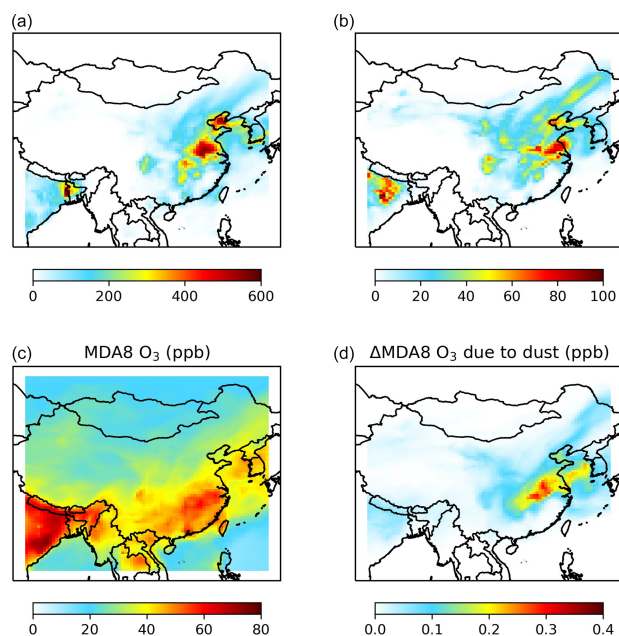 (a)
(b)
0 200 400 600
0 20 40 60 80 100
(c) MDA8 O₃ (ppb)
(d) ΔMDA8 O₃ due to dust (ppb)
0 20 40 60 80
0.0 0.1 0.2 0.3 0.4